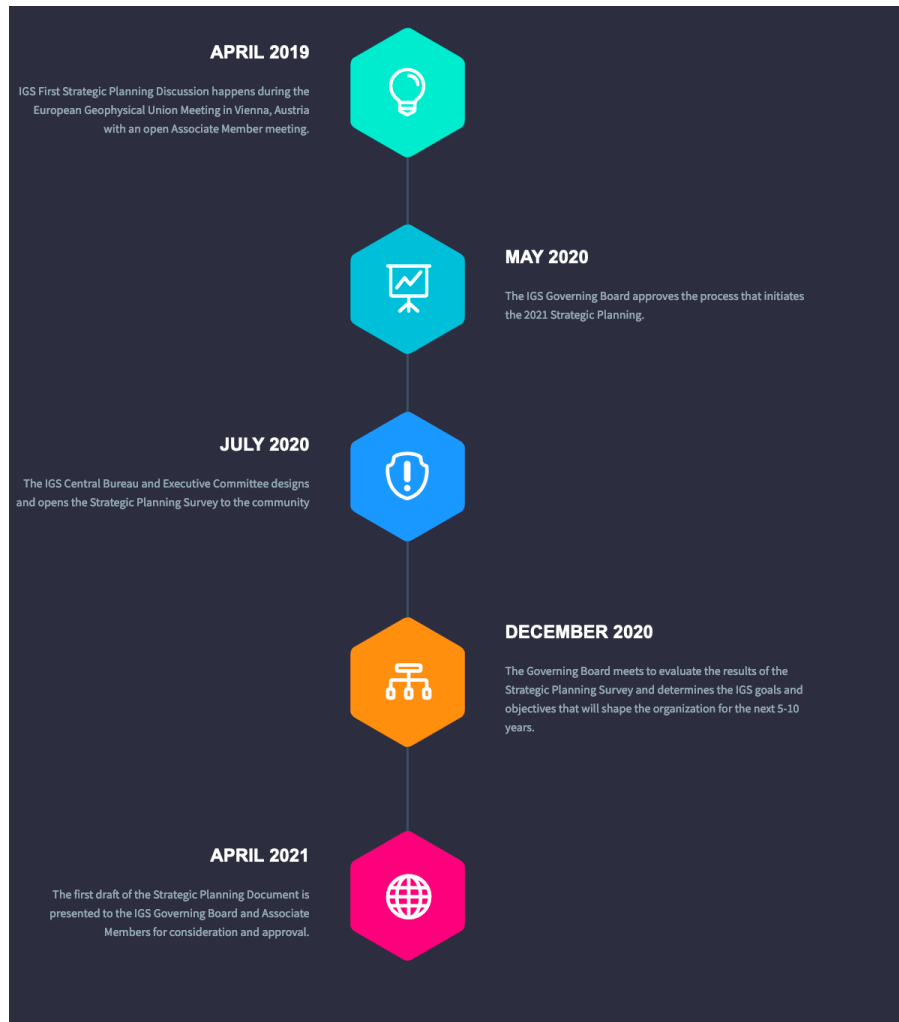 APRIL 2019
IGS First Strategic Planning Discussion happens during the
European Geophysical Union Meeting in Vienna, Austria
with an open Associate Member meeting.
MAY 2020
The IGS Governing Board approves the process that initiates
the 2021 Strategic Planning.
JULY 2020
The IGS Central Bureau and Executive Committee designs
and opens the Strategic Planning Survey to the community
DECEMBER 2020
The Governing Board meets to evaluate the results of the
Strategic Planning Survey and determines the IGS goals and
objectives that will shape the organization for the next 5-10
years.
APRIL 2021
The first draft of the Strategic Planning Document is
presented to the IGS Governing Board and Associate
Members for consideration and approval.